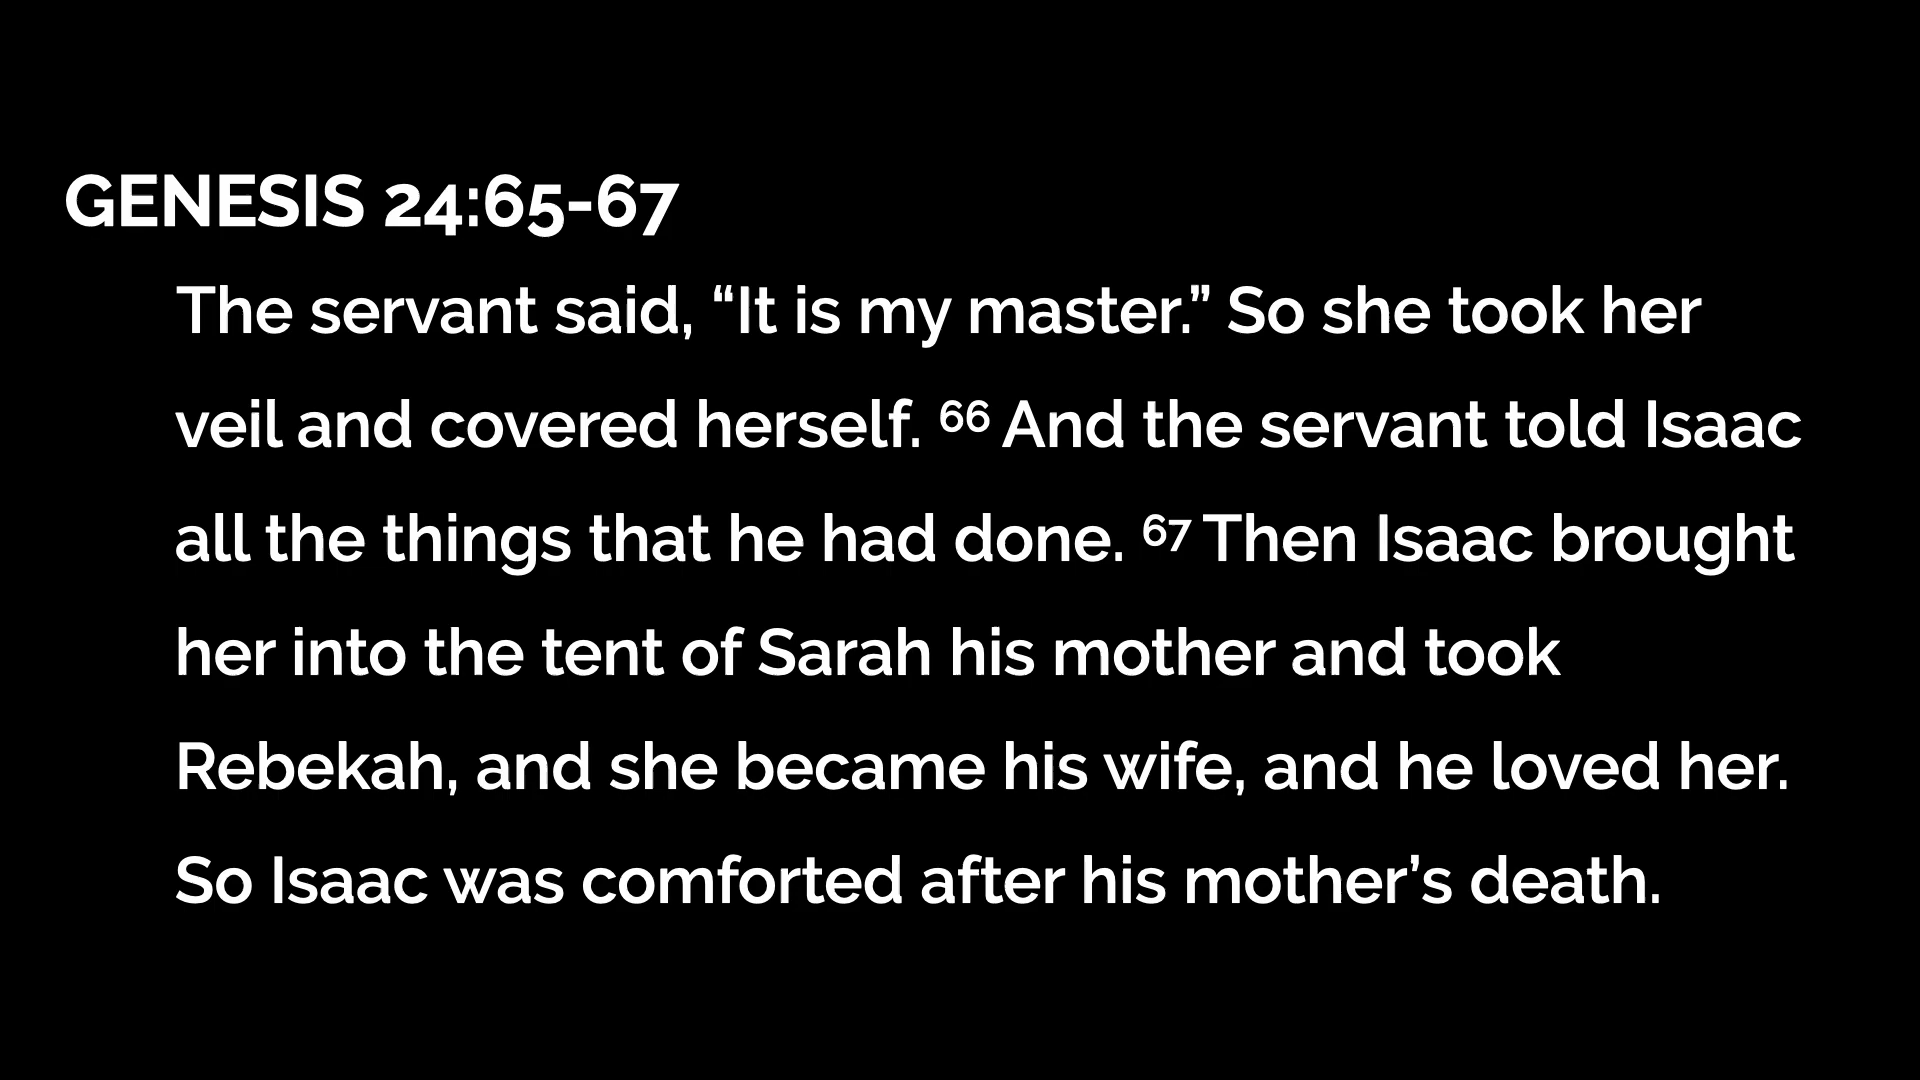 GENESIS 24:65-67
The servant said, “It is my master.” So she took her
veil and covered herself. ⁶⁶ And the servant told Isaac
all the things that he had done. ⁶⁷ Then Isaac brought
her into the tent of Sarah his mother and took
Rebekah, and she became his wife, and he loved her.
So Isaac was comforted after his mother’s death.